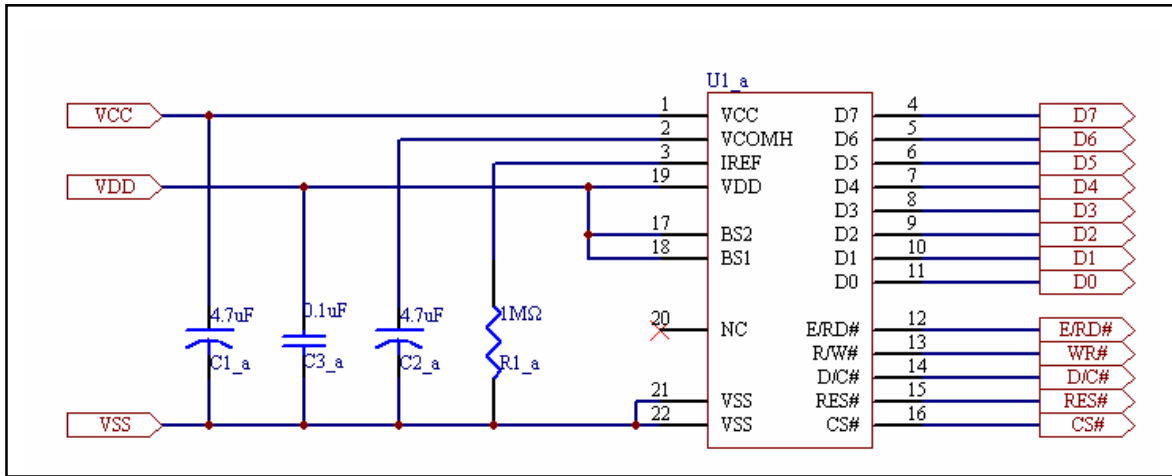 U1_a
VCC 1 VCC D7 4 D7
2 VCOMH D6 5 D6
3 IREF D5 6 D5
VDD 19 VDD D4 7 D4
D3 8 D3
17 BS2 D2 9 D2
18 BS1 D1 10 D1
D0 11 D0
4.7uF 0.1uF 4.7uF 1MΩ 20 NC E/RD# 12 E/RD#
R/W# 13 WR#
C1_a C3_a C2_a R1_a D/C# 14 D/C#
21 VSS RES# 15 RES#
VSS 22 VSS CS# 16 CS#